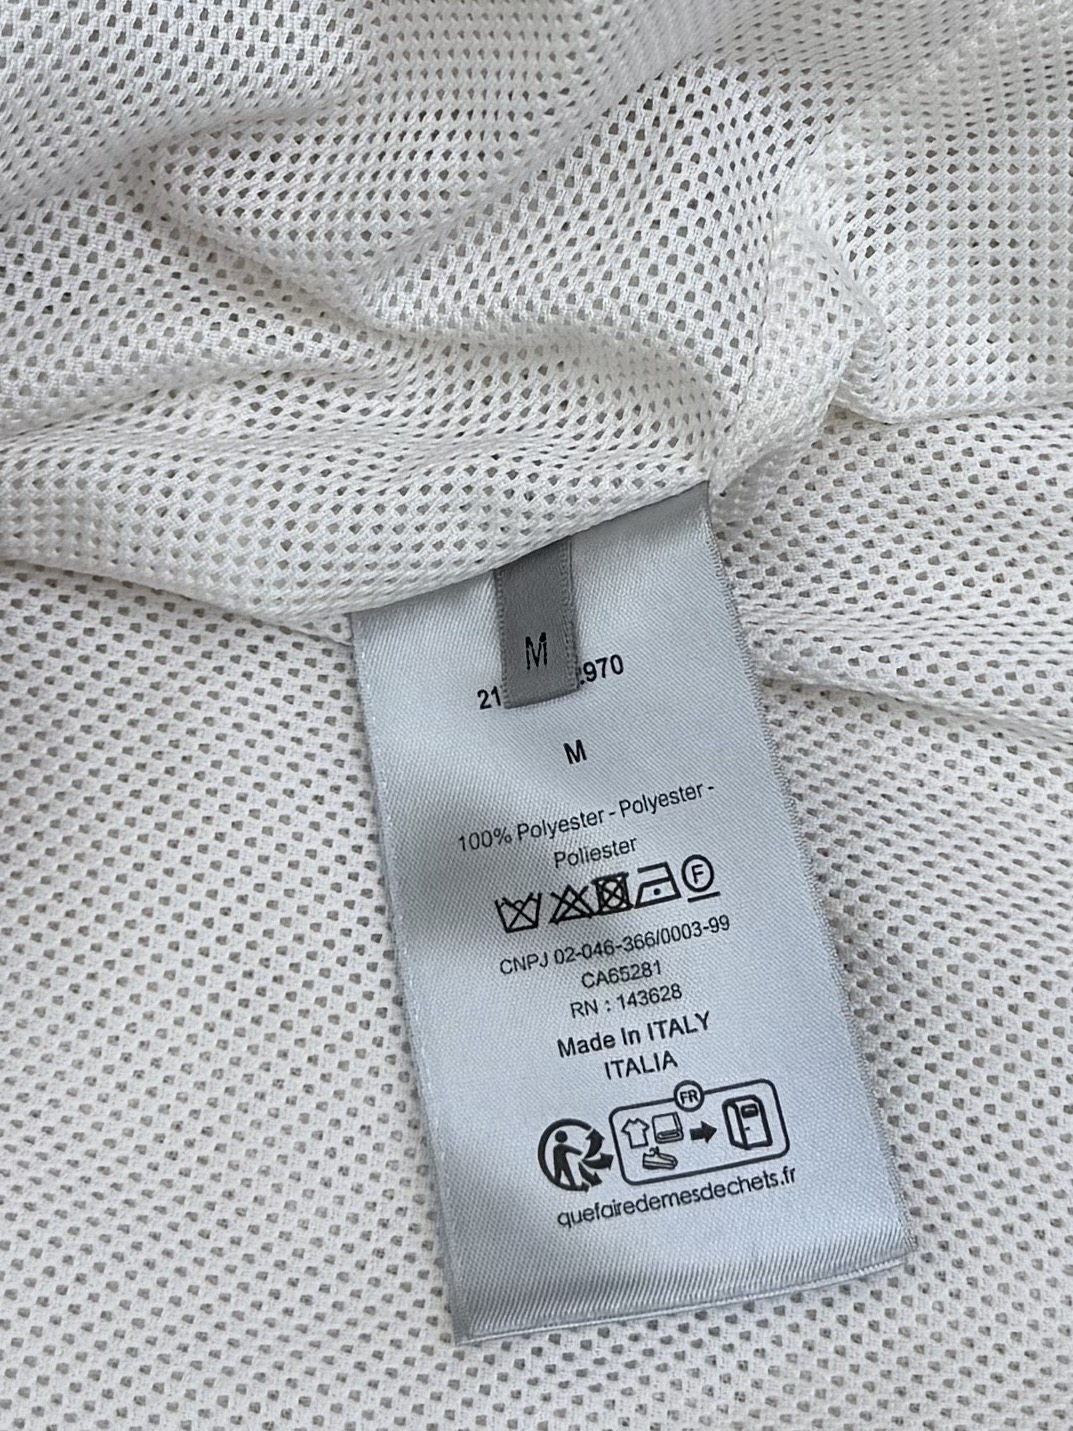 M
21 970
M
100% Polyester - Polyester -
Poliester
F
CNPJ 02-046-366/0003-99
CA65281
RN : 143628
Made In ITALY
ITALIA
FR
quefairedemesdechets.fr